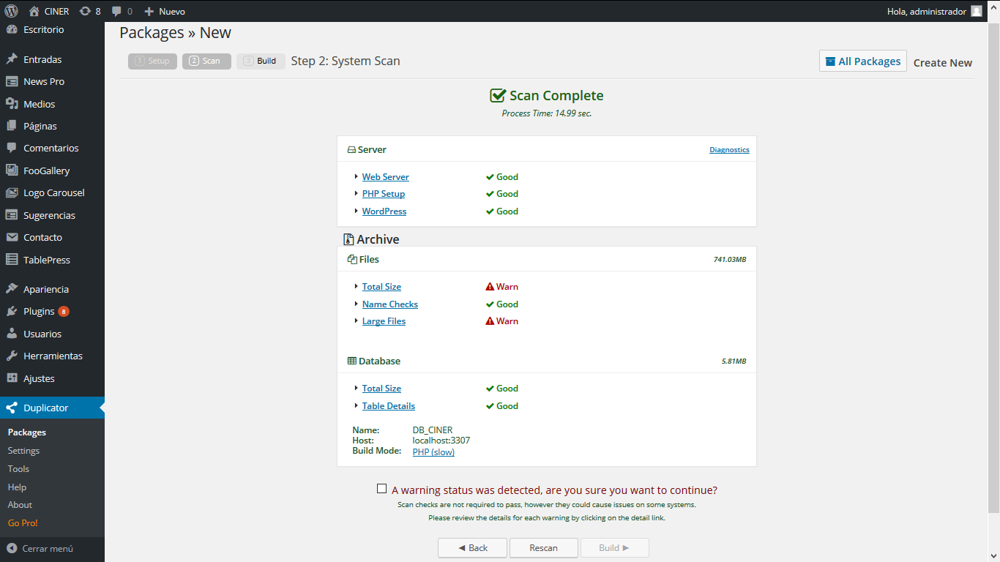 CINER 8 0 Nuevo Hola, administrador
Escritorio
Entradas
News Pro
Medios
Páginas
Comentarios
FooGallery
Logo Carousel
Sugerencias
Contacto
TablePress
Apariencia
Plugins 8
Usuarios
Herramientas
Ajustes
Duplicator
Packages
Settings
Tools
Help
About
Go Pro!
Cerrar menú
Packages » New
1 Setup 2 Scan 3 Build Step 2: System Scan All Packages Create New
Scan Complete
Process Time: 14.99 sec.
Server Diagnostics
Web Server Good
PHP Setup Good
WordPress Good
Archive
Files 741.03MB
Total Size Warn
Name Checks Good
Large Files Warn
Database 5.81MB
Total Size Good
Table Details Good
Name: DB_CINER
Host: localhost:3307
Build Mode: PHP (slow)
A warning status was detected, are you sure you want to continue?
Scan checks are not required to pass, however they could cause issues on some systems.
Please review the details for each warning by clicking on the detail link.
◀ Back Rescan Build ▶